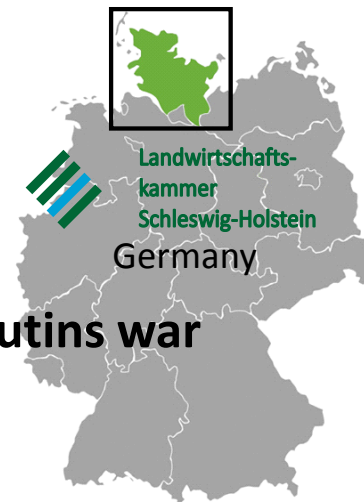 Landwirtschafts-
kammer
Schleswig-Holstein
Germany
utins war